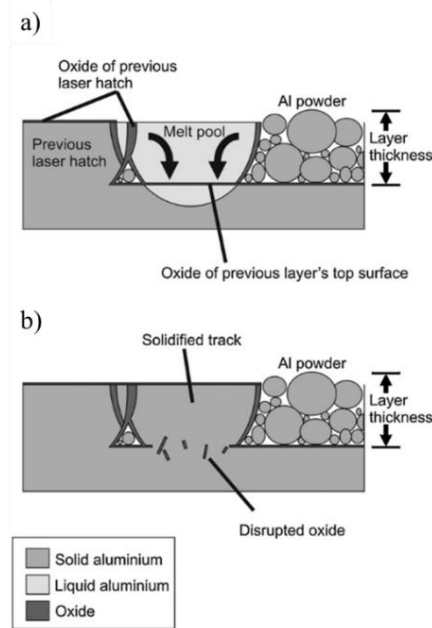 a)
Oxide of previous
laser hatch
Al powder
Previous
laser hatch
Melt pool
Layer
thickness
Oxide of previous layer's top surface
b)
Solidified track
Al powder
Layer
thickness
Disrupted oxide
Solid aluminium
Liquid aluminium
Oxide